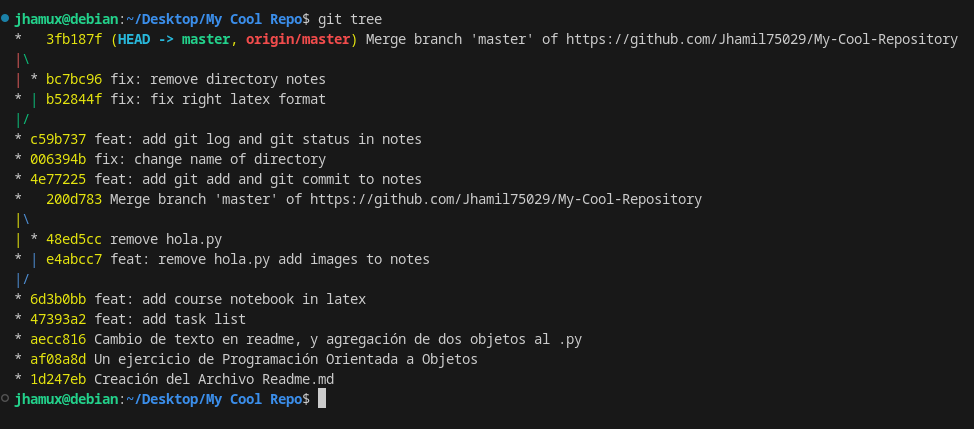 jhamux@debian:~/Desktop/My Cool Repo$ git tree
*   3fb187f (HEAD -> master, origin/master) Merge branch 'master' of https://github.com/Jhamil75029/My-Cool-Repository
|\
| * bc7bc96 fix: remove directory notes
* | b52844f fix: fix right latex format
|/
* c59b737 feat: add git log and git status in notes
* 006394b fix: change name of directory
* 4e77225 feat: add git add and git commit to notes
*   200d783 Merge branch 'master' of https://github.com/Jhamil75029/My-Cool-Repository
|\
| * 48ed5cc remove hola.py
* | e4abcc7 feat: remove hola.py add images to notes
|/
* 6d3b0bb feat: add course notebook in latex
* 47393a2 feat: add task list
* aecc816 Cambio de texto en readme, y agregación de dos objetos al .py
* af08a8d Un ejercicio de Programación Orientada a Objetos
* 1d247eb Creación del Archivo Readme.md
jhamux@debian:~/Desktop/My Cool Repo$